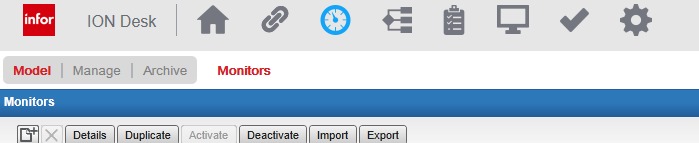 infor ION Desk
Model Manage Archive Monitors
Monitors
Details Duplicate Activate Deactivate Import Export